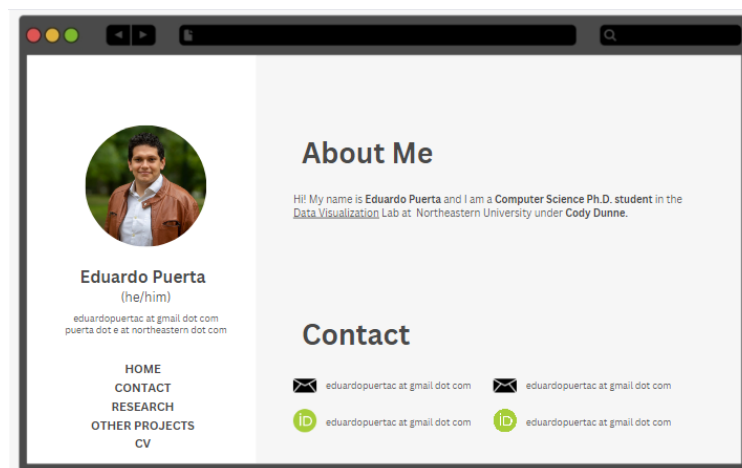 Eduardo Puerta
(he/him)
eduardopuertac at gmail dot com
puerta dot e at northeastern dot com
HOME
CONTACT
RESEARCH
OTHER PROJECTS
CV
About Me
Hi! My name is Eduardo Puerta and I am a Computer Science Ph.D. student in the
Data Visualization Lab at Northeastern University under Cody Dunne.
Contact
eduardopuertac at gmail dot com
eduardopuertac at gmail dot com
iD
eduardopuertac at gmail dot com
iD
eduardopuertac at gmail dot com